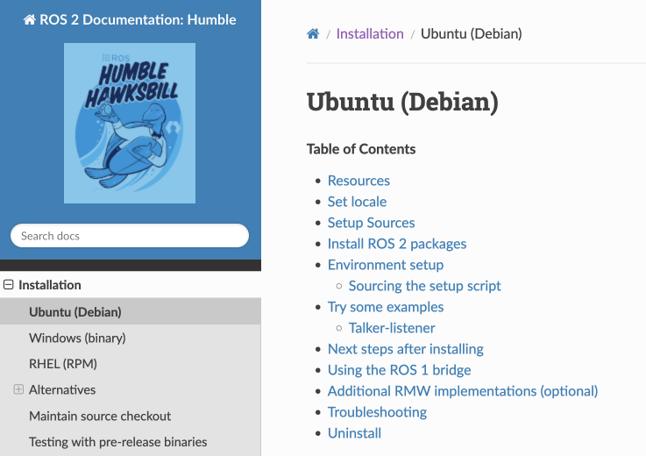 ROS 2 Documentation: Humble
ROS
HUMBLE
HAWKSBILL
Search docs
Installation
Ubuntu (Debian)
Windows (binary)
RHEL (RPM)
Alternatives
Maintain source checkout
Testing with pre-release binaries
/ Installation / Ubuntu (Debian)
Ubuntu (Debian)
Table of Contents
Resources
Set locale
Setup Sources
Install ROS 2 packages
Environment setup
Sourcing the setup script
Try some examples
Talker-listener
Next steps after installing
Using the ROS 1 bridge
Additional RMW implementations (optional)
Troubleshooting
Uninstall